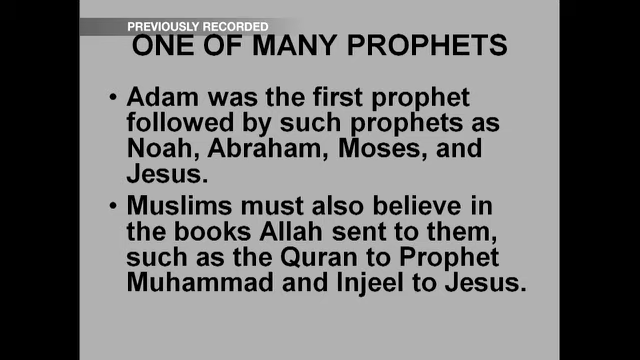 PREVIOUSLY RECORDED
ONE OF MANY PROPHETS
• Adam was the first prophet
followed by such prophets as
Noah, Abraham, Moses, and
Jesus.
• Muslims must also believe in
the books Allah sent to them,
such as the Quran to Prophet
Muhammad and Injeel to Jesus.